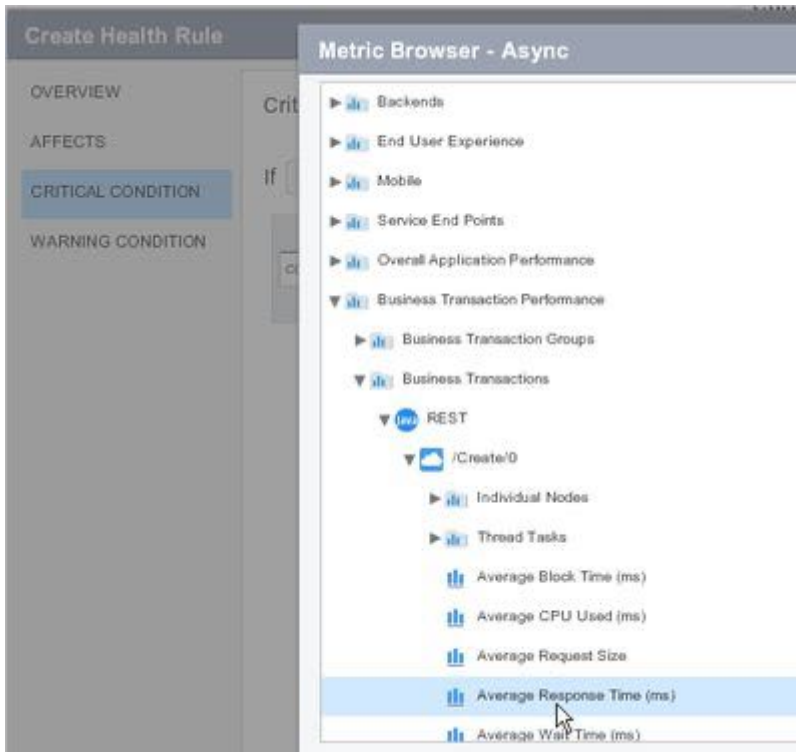 Create Health Rule
Metric Browser - Async
OVERVIEW
AFFECTS
CRITICAL CONDITION
WARNING CONDITION
Crit
If
Backends
End User Experience
Mobile
Service End Points
Overall Application Performance
Business Transaction Performance
Business Transaction Groups
Business Transactions
Java REST
/Create/0
Individual Nodes
Thread Tasks
Average Block Time (ms)
Average CPU Used (ms)
Average Request Size
Average Response Time (ms)
Average Wait Time (ms)